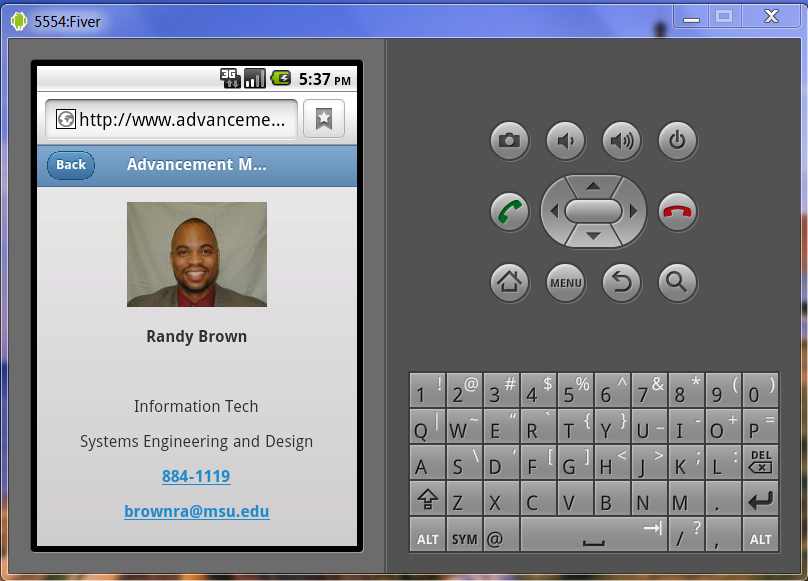 5554:Fiver
3G 5:37 PM
http://www.advanceme...
Back Advancement M...
Randy Brown
Information Tech
Systems Engineering and Design
884-1119
brownra@msu.edu
MENU
1 ! 2 @ 3 # 4 $ 5 % 6 ^ 7 & 8 * 9 ( 0 )
Q | W ~ E “ R ` T { Y } U _ I - O + P =
A S \ D ‘ F [ G ] H < J > K ; L : DEL
Z X C V B N M .
ALT SYM @ / ? , ALT